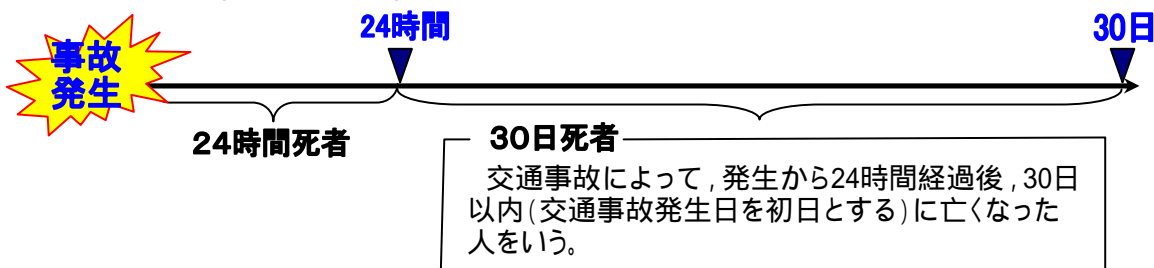 事故
発生
24時間
30日
24時間死者
30日死者
交通事故によって，発生から24時間経過後，30日
以内（交通事故発生日を初日とする）に亡くなった
人をいう。